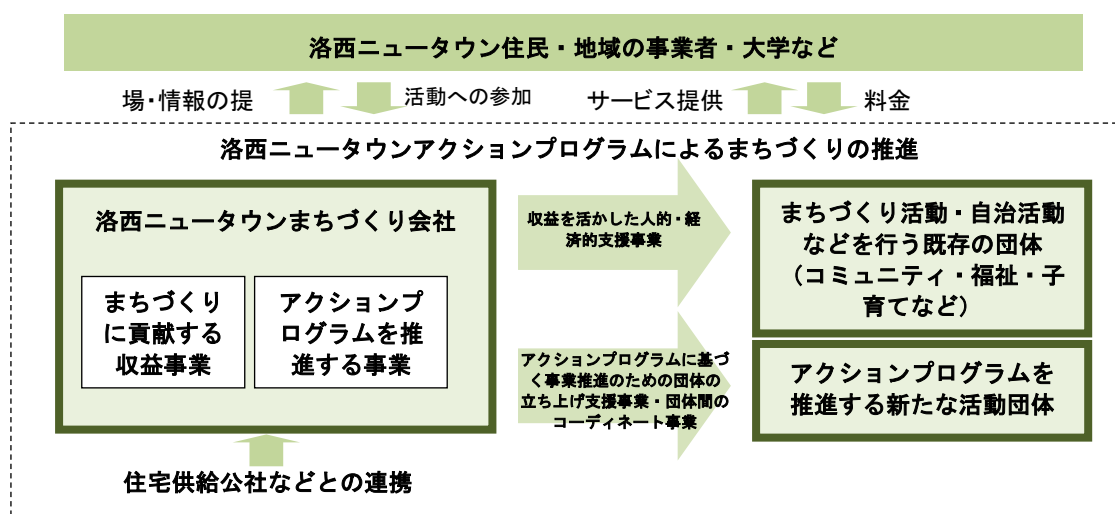 洛西ニュータウン住民・地域の事業者・大学など
場・情報の提
活動への参加
サービス提供
料金
洛西ニュータウンアクションプログラムによるまちづくりの推進
洛西ニュータウンまちづくり会社
まちづくり
に貢献する
収益事業
アクションプ
ログラムを推
進する事業
収益を活かした人的・経
済的支援事業
アクションプログラムに基づ
く事業推進のための団体の
立ち上げ支援事業・団体間の
コーディネート事業
まちづくり活動・自治活動
などを行う既存の団体
（コミュニティ・福祉・子
育てなど）
アクションプログラムを
推進する新たな活動団体
住宅供給公社などとの連携